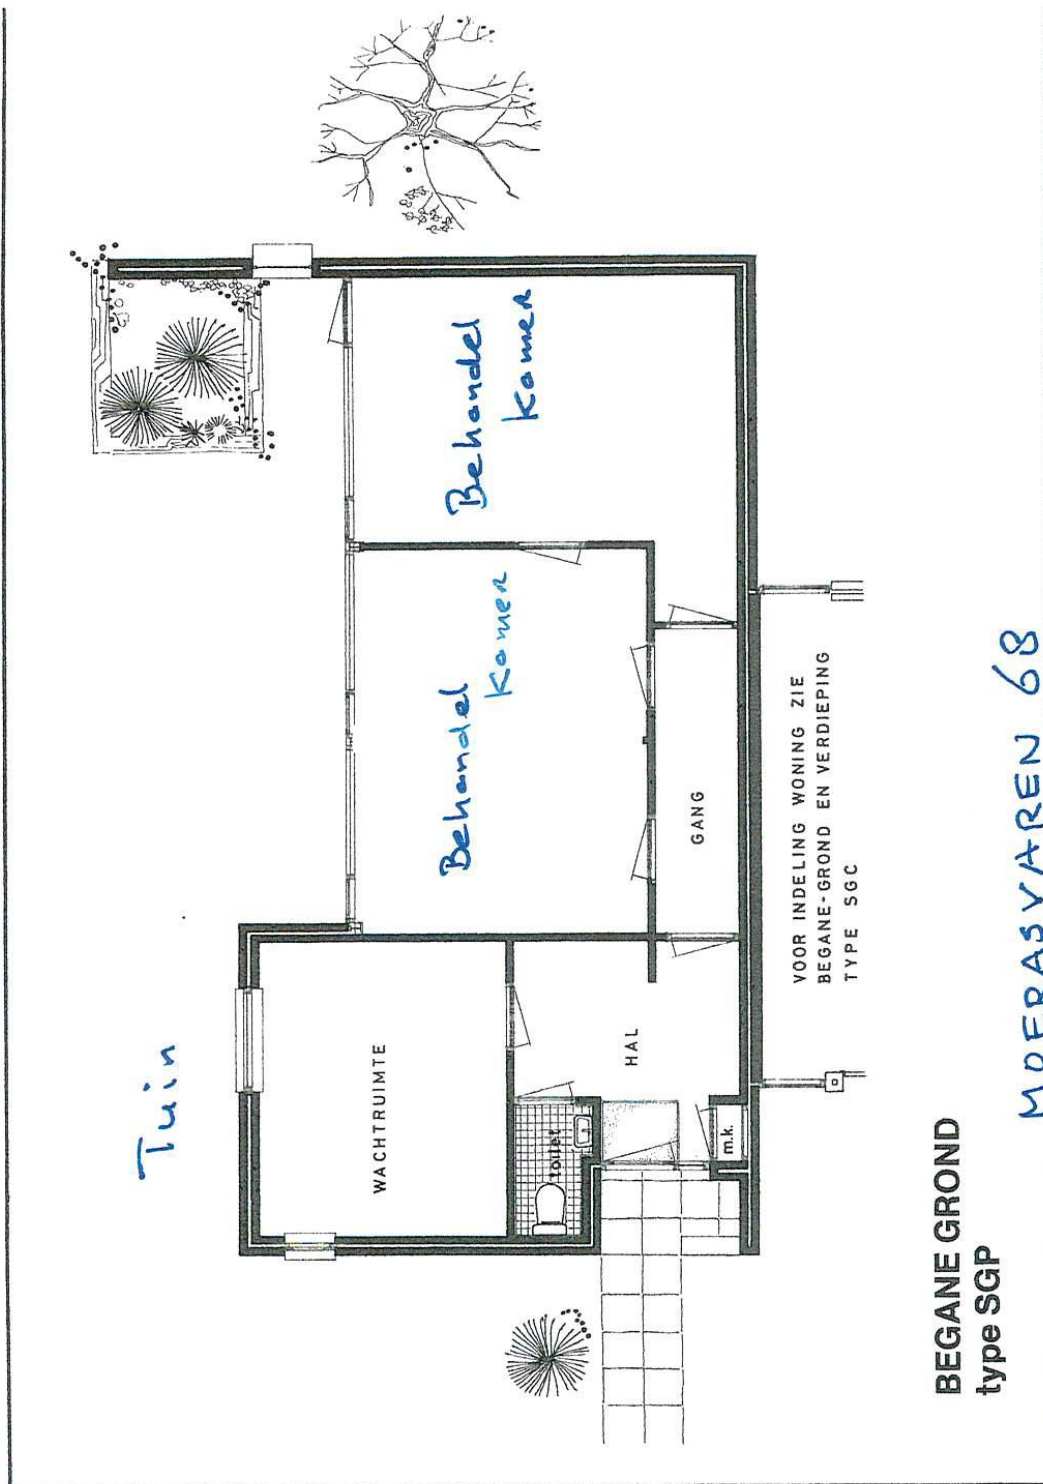 Tuin
WACHTRUIMTE
toilet
HAL
m.k.
Behandel
Kamer
Behandel
Kamer
GANG
VOOR INDELING WONING ZIE
BEGANE-GROND EN VERDIEPING
TYPE SGC
BEGANE GROND
type SGP
MOERASVAREN 68